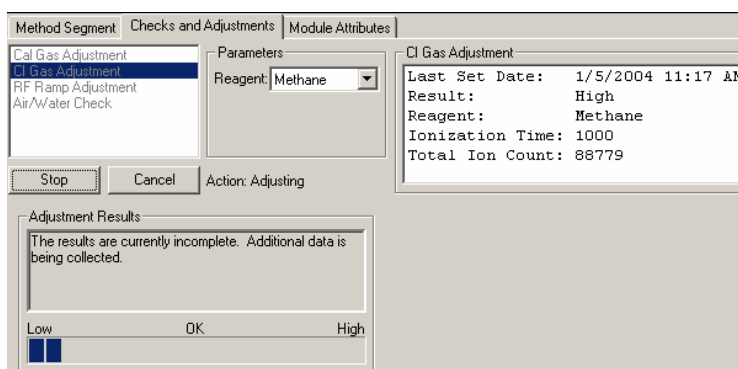 Method Segment Checks and Adjustments Module Attributes
Cal Gas Adjustment
CI Gas Adjustment
RF Ramp Adjustment
Air/Water Check
Parameters
Reagent: Methane
CI Gas Adjustment
Last Set Date: 1/5/2004 11:17 AM
Result: High
Reagent: Methane
Ionization Time: 1000
Total Ion Count: 88779
Stop Cancel Action: Adjusting
Adjustment Results
The results are currently incomplete. Additional data is
being collected.
Low OK High